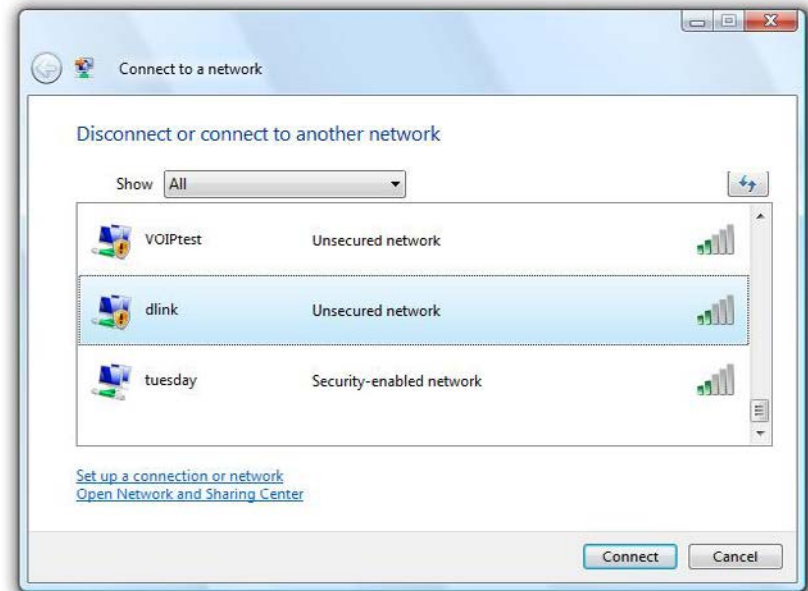 Connect to a network
Disconnect or connect to another network
Show All
VOIPtest Unsecured network
dlink Unsecured network
tuesday Security-enabled network
Set up a connection or network
Open Network and Sharing Center
Connect Cancel